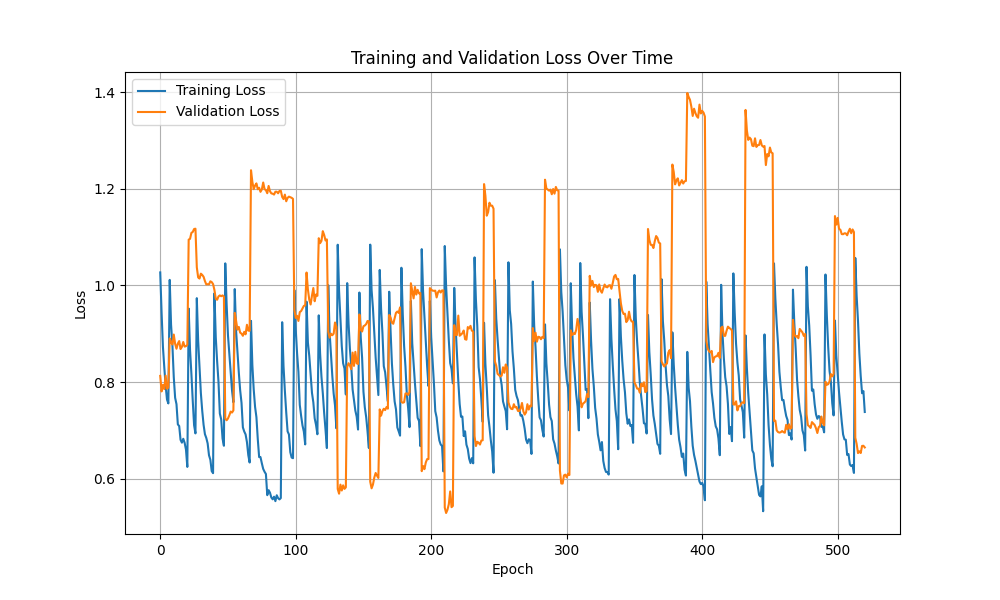 Training and Validation Loss Over Time
Training Loss
Validation Loss
1.4
1.2
1.0
0.8
0.6
Loss
0
100
200
300
400
500
Epoch